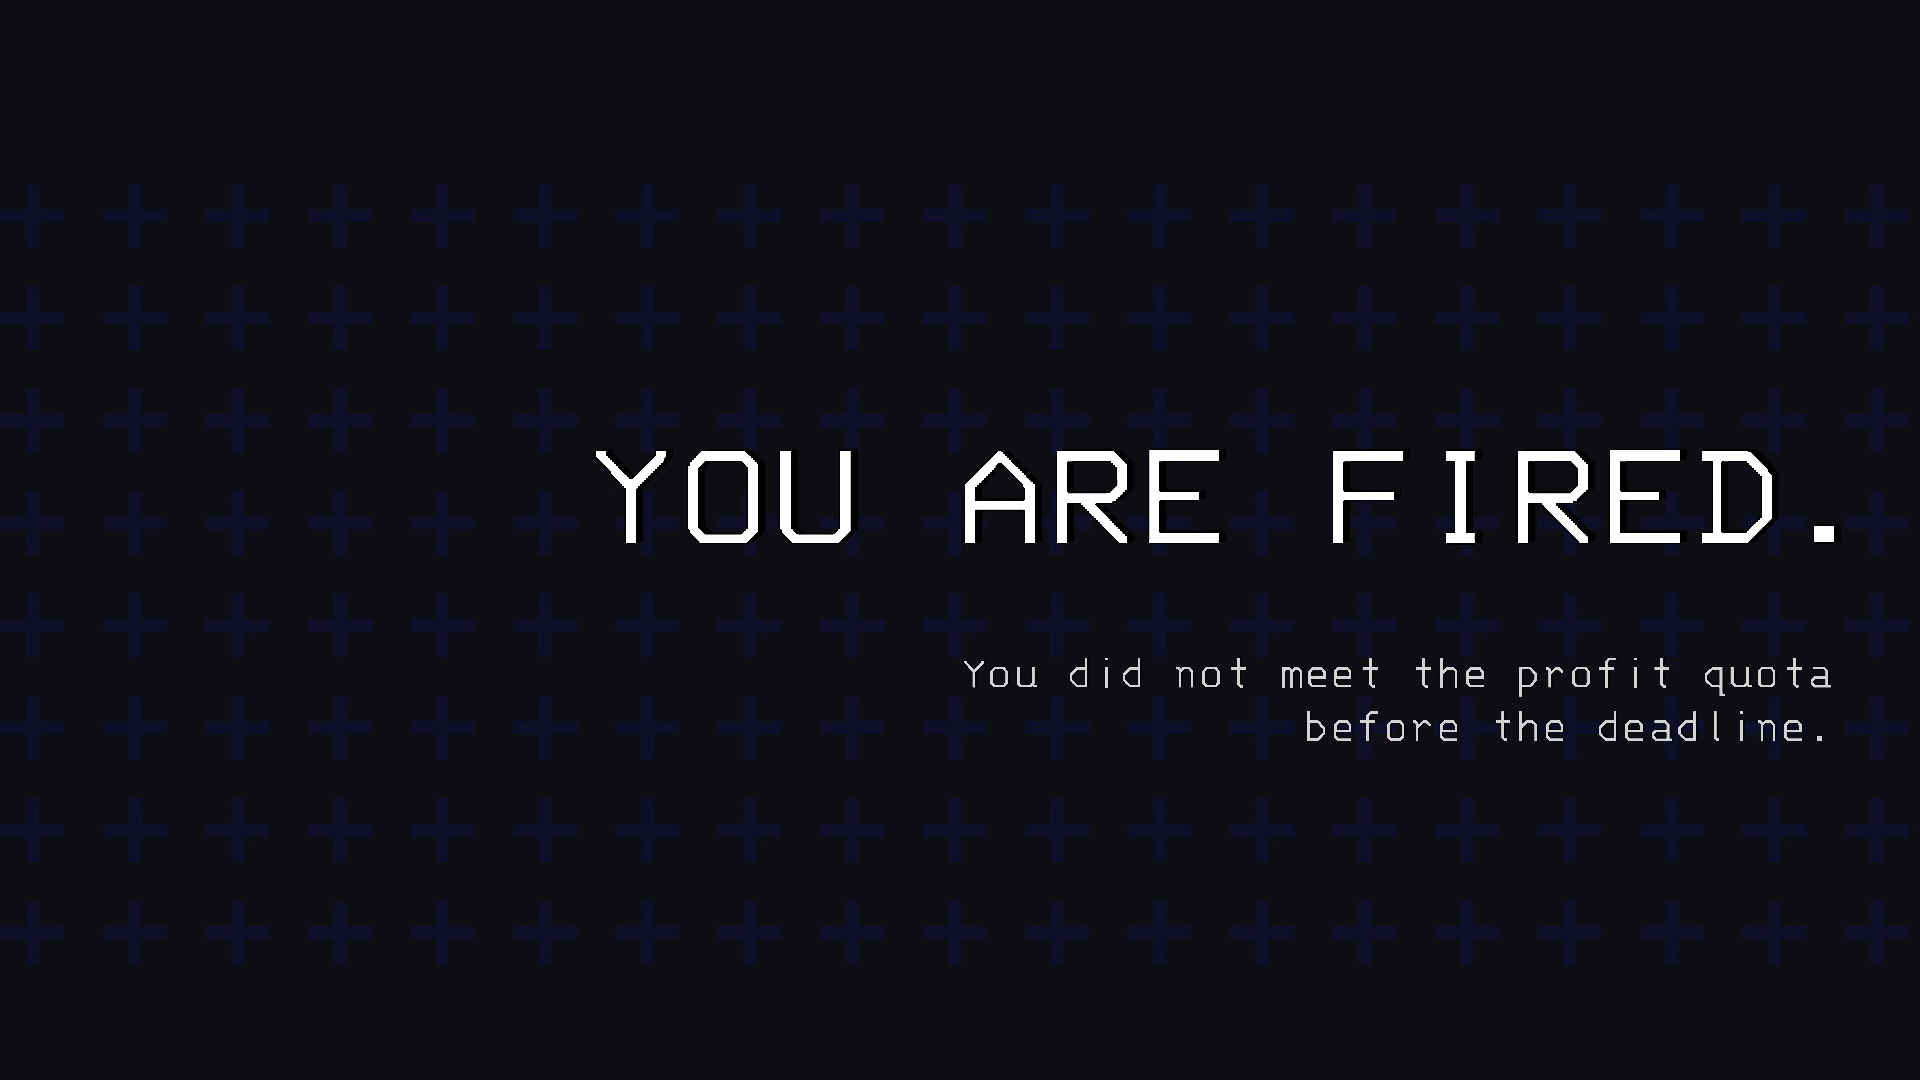 YOU ARE FIRED.
You did not meet the profit quota
before the deadline.